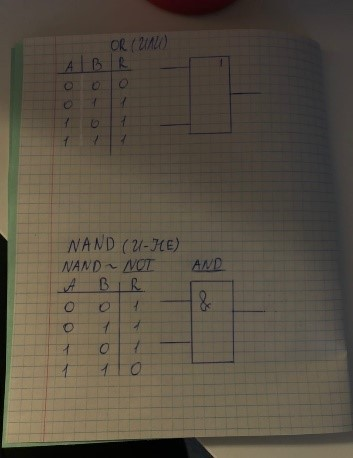 OR (ИЛИ)
A B R
0 0 0
0 1 1
1 0 1
1 1 1
1
NAND (И-НЕ)
NAND ~ NOT AND
A B R
0 0 1
0 1 1
1 0 1
1 1 0
&